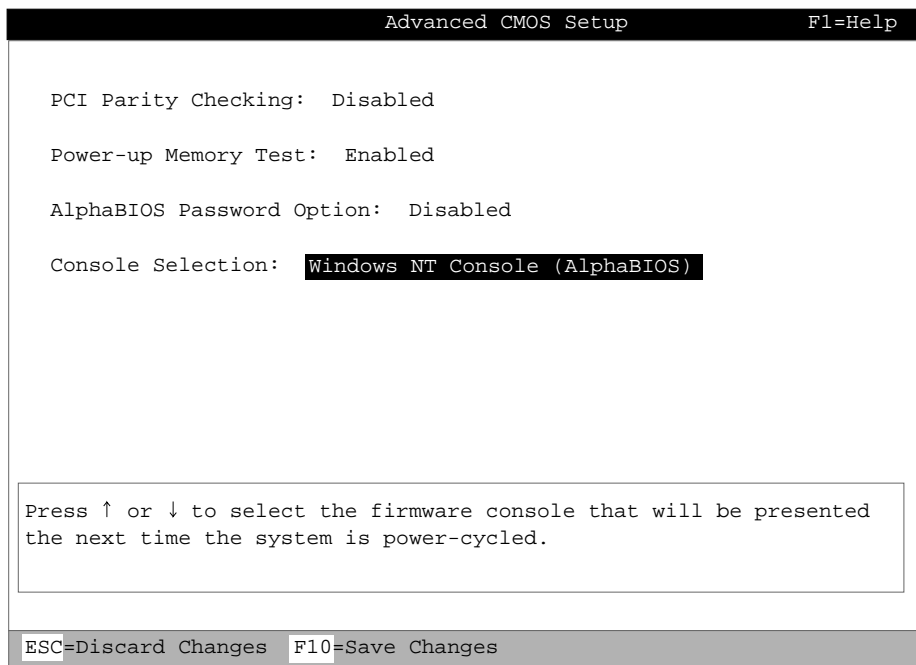 Advanced CMOS Setup F1=Help
PCI Parity Checking: Disabled
Power-up Memory Test: Enabled
AlphaBIOS Password Option: Disabled
Console Selection: Windows NT Console (AlphaBIOS)
Press ↑ or ↓ to select the firmware console that will be presented
the next time the system is power-cycled.
ESC=Discard Changes F10=Save Changes